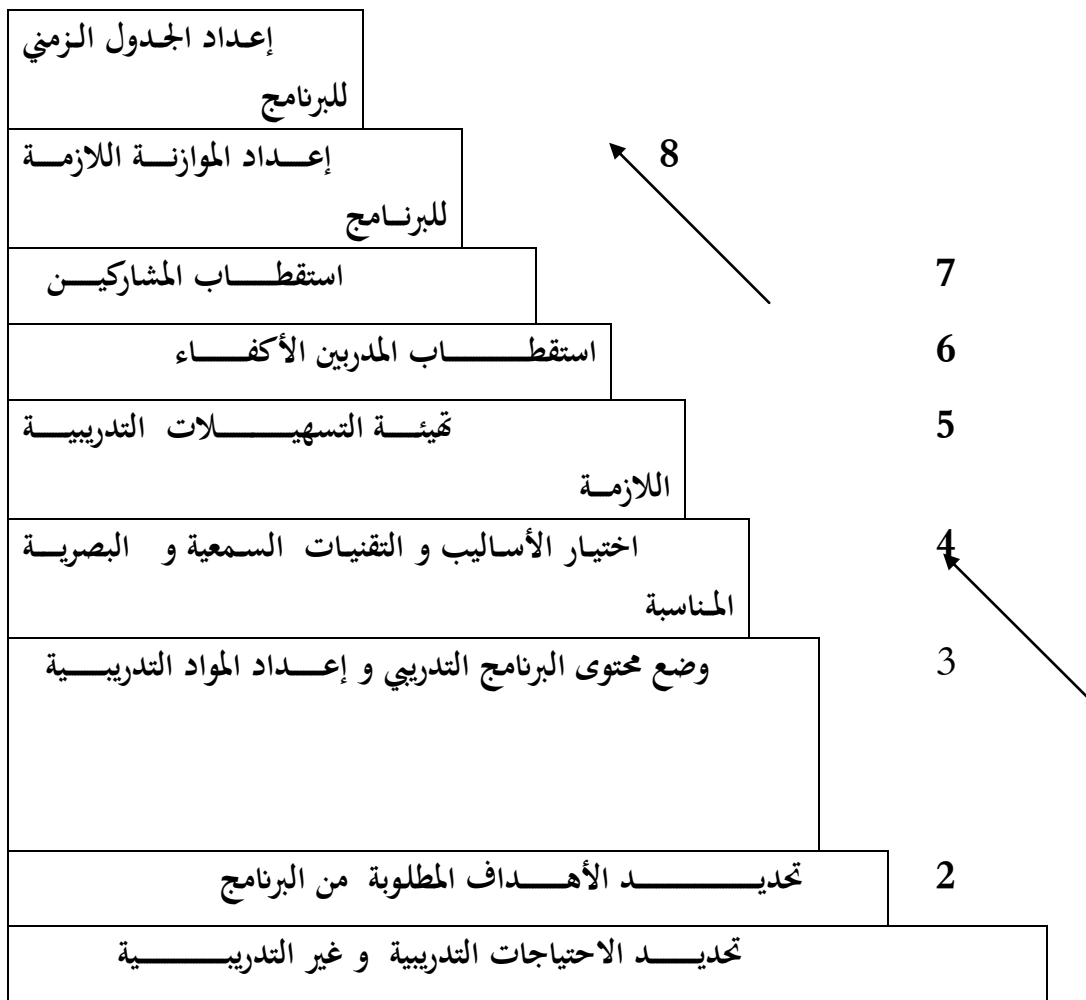 إعداد الجدول الزمني
للبرنامج
إعداد الموازنة اللازمة
للبرنامج
8
استقطاب المشاركين
7
استقطاب المدربين الأكفاء
6
تهيئة التسهيلات التدريبية
اللازمة
5
اختيار الأساليب و التقنيات السمعية و البصرية
المناسبة
4
وضع محتوى البرنامج التدريبي و إعداد المواد التدريبية
3
تحديد الأهداف المطلوبة من البرنامج
2
تحديد الاحتياجات التدريبية و غير التدريبية